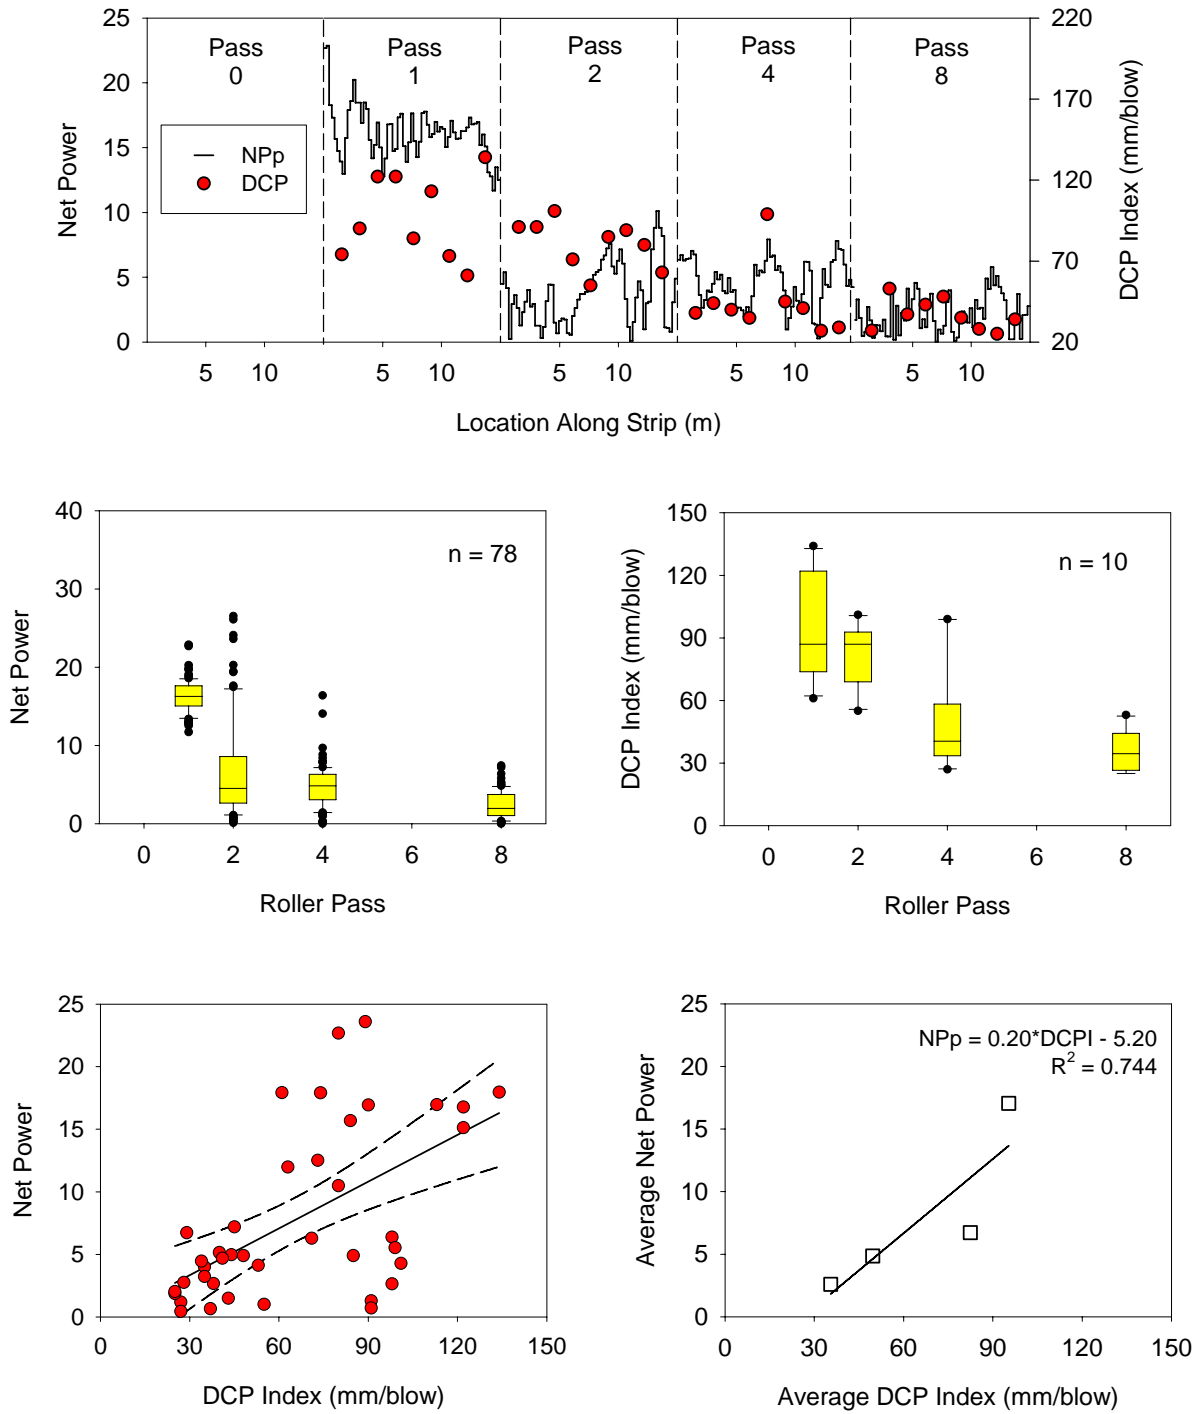 25
20
15
10
5
0
Net Power
Pass
0
Pass
1
Pass
2
Pass
4
Pass
8
NPp
DCP
220
170
120
70
20
DCP Index (mm/blow)
5 10 5 10 5 10 5 10 5 10
Location Along Strip (m)
40
30
20
10
0
Net Power
n = 78
0 2 4 6 8
Roller Pass
150
120
90
60
30
0
DCP Index (mm/blow)
n = 10
0 2 4 6 8
Roller Pass
25
20
15
10
5
0
Net Power
0 30 60 90 120 150
DCP Index (mm/blow)
25
20
15
10
5
0
Average Net Power
NPp = 0.20*DCPI - 5.20
R² = 0.744
0 30 60 90 120 150
Average DCP Index (mm/blow)